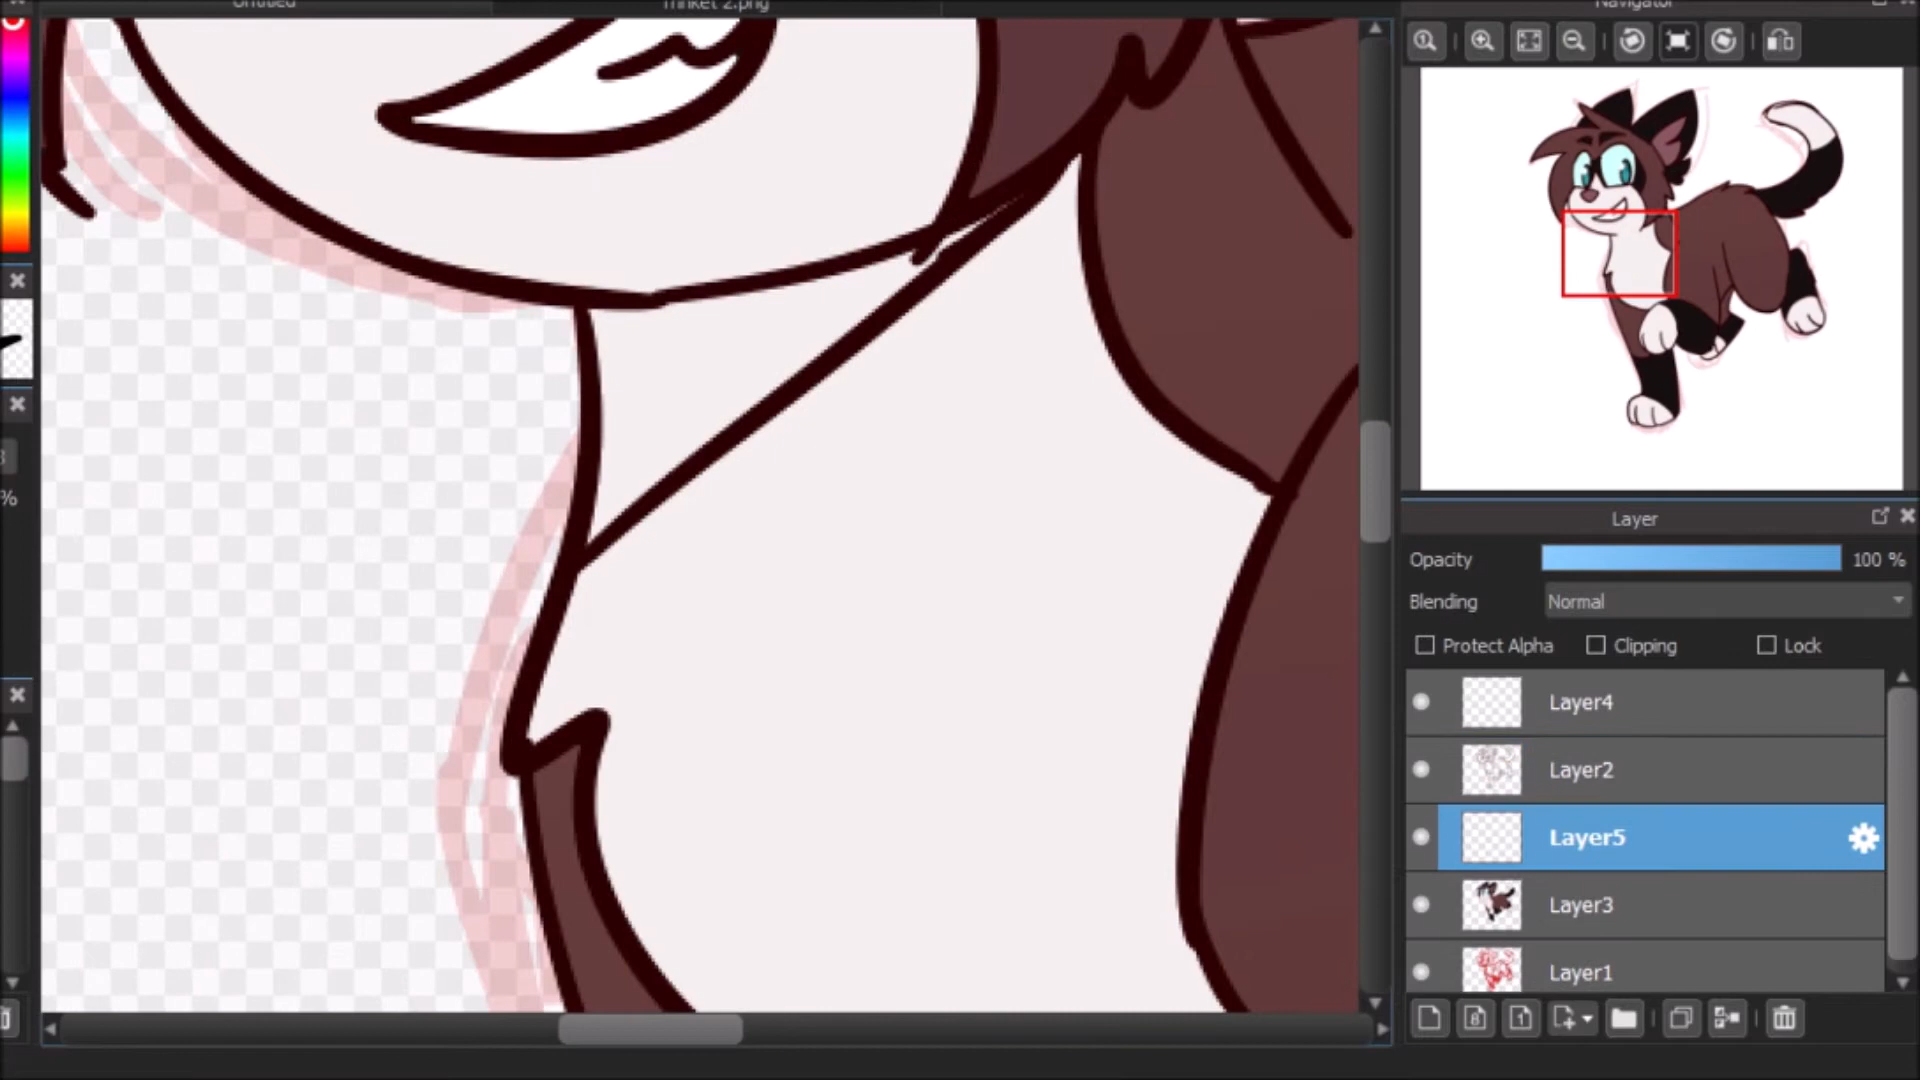 Untitled
Trinket 2.png
Navigator
%
Layer
Opacity 100 %
Blending Normal
Protect Alpha Clipping Lock
Layer4
Layer2
Layer5
Layer3
Layer1